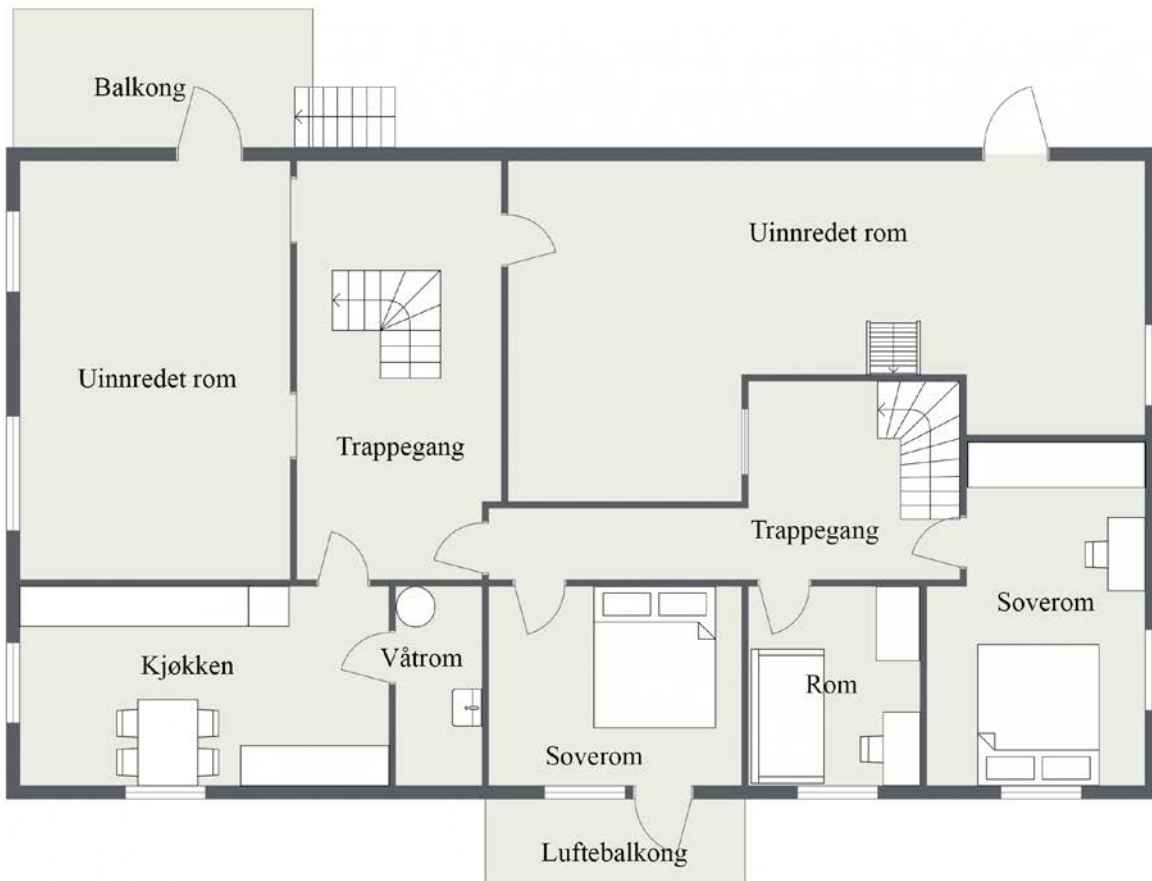 Balkong
Uinnredet rom
Uinnredet rom
Trappegang
Trappegang
Soverom
Kjøkken
Våtrom
Rom
Soverom
Luftebalkong